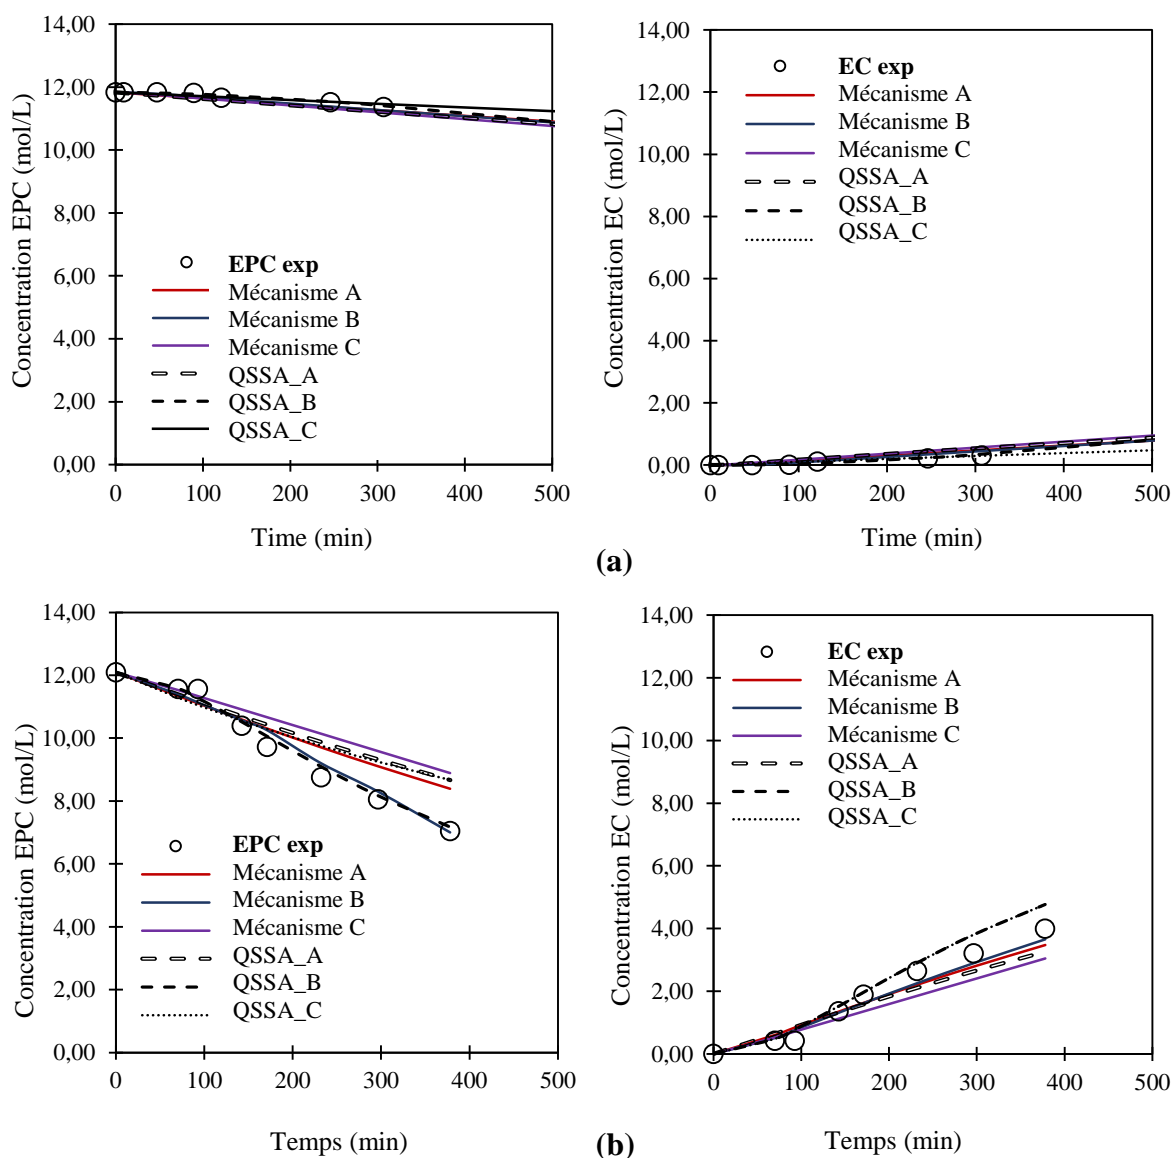 14,00
12,00
10,00
8,00
6,00
4,00
2,00
0,00
Concentration EPC (mol/L)
EPC exp
Mécanisme A
Mécanisme B
Mécanisme C
QSSA_A
QSSA_B
QSSA_C
0 100 200 300 400 500
Time (min)
14,00
12,00
10,00
8,00
6,00
4,00
2,00
0,00
Concentration EC (mol/L)
EC exp
Mécanisme A
Mécanisme B
Mécanisme C
QSSA_A
QSSA_B
QSSA_C
0 100 200 300 400 500
Time (min)
(a)
14,00
12,00
10,00
8,00
6,00
4,00
2,00
0,00
Concentration EPC (mol/L)
EPC exp
Mécanisme A
Mécanisme B
Mécanisme C
QSSA_A
QSSA_B
QSSA_C
0 100 200 300 400 500
Temps (min)
14,00
12,00
10,00
8,00
6,00
4,00
2,00
0,00
Concentration EC (mol/L)
EC exp
Mécanisme A
Mécanisme B
Mécanisme C
QSSA_A
QSSA_B
QSSA_C
0 100 200 300 400 500
Temps (min)
(b)